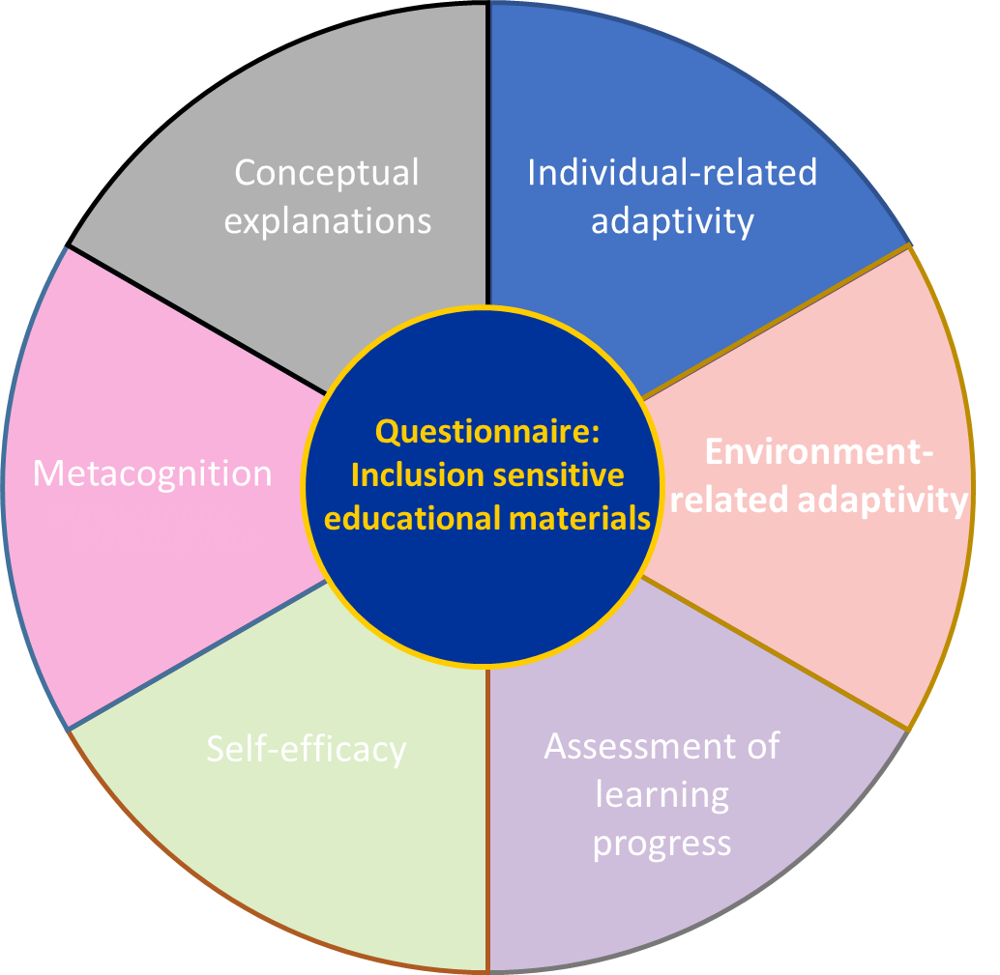 Conceptual
explanations
Individual-related
adaptivity
Metacognition
Questionnaire:
Inclusion sensitive
educational materials
Environment-
related adaptivity
Self-efficacy
Assessment of
learning
progress